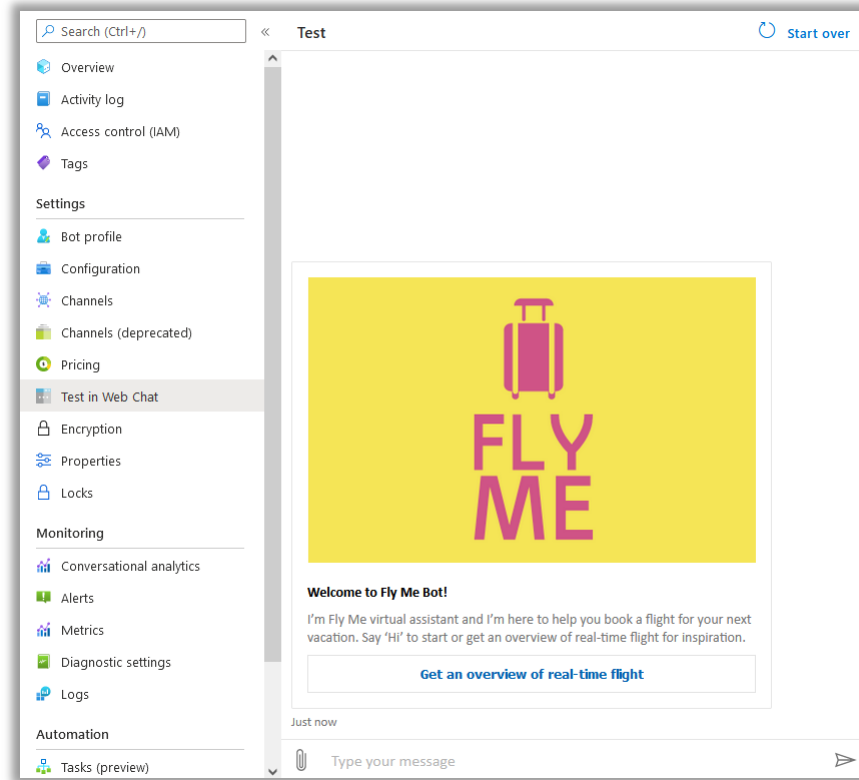 Search (Ctrl+/)
«
Overview
Activity log
Access control (IAM)
Tags
Settings
Bot profile
Configuration
Channels
Channels (deprecated)
Pricing
Test in Web Chat
Encryption
Properties
Locks
Monitoring
Conversational analytics
Alerts
Metrics
Diagnostic settings
Logs
Automation
Tasks (preview)
Test
Start over
FLY
ME
Welcome to Fly Me Bot!
I’m Fly Me virtual assistant and I’m here to help you book a flight for your next
vacation. Say ‘Hi’ to start or get an overview of real-time flight for inspiration.
Get an overview of real-time flight
Just now
Type your message